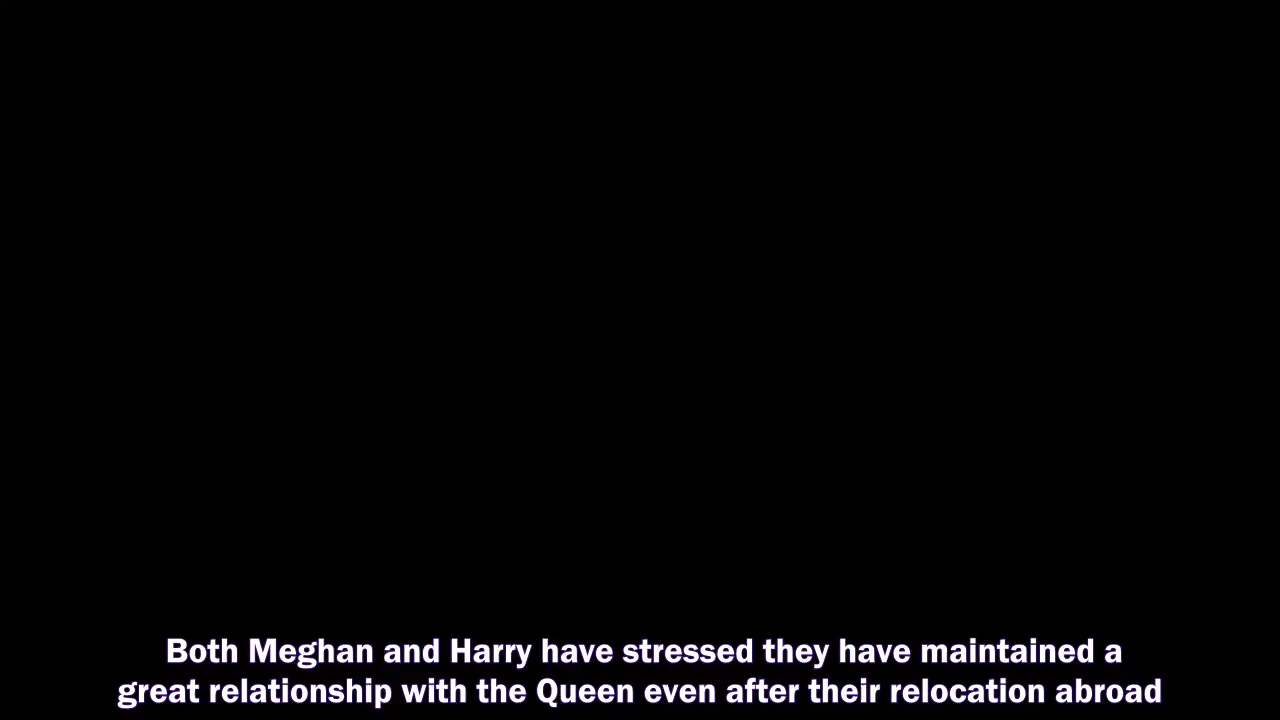 Both Meghan and Harry have stressed they have maintained a
great relationship with the Queen even after their relocation abroad